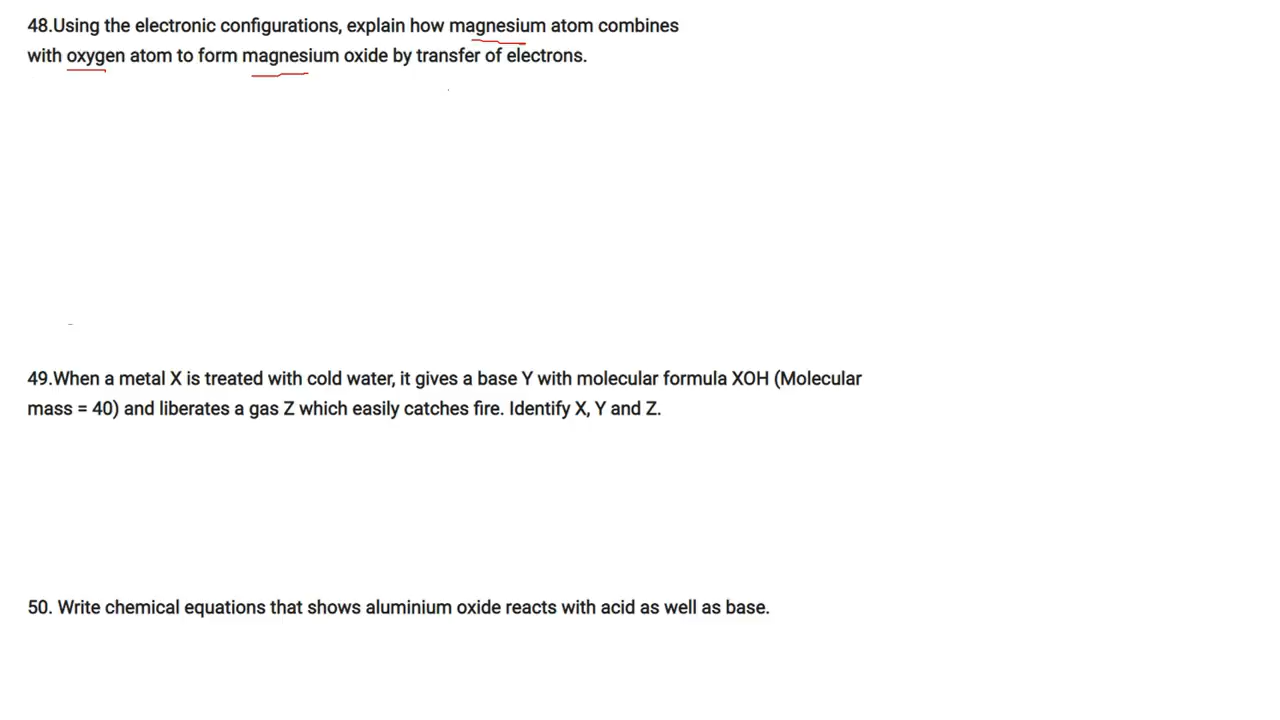 48.Using the electronic configurations, explain how magnesium atom combines
with oxygen atom to form magnesium oxide by transfer of electrons.
49.When a metal X is treated with cold water, it gives a base Y with molecular formula XOH (Molecular
mass = 40) and liberates a gas Z which easily catches fire. Identify X, Y and Z.
50. Write chemical equations that shows aluminium oxide reacts with acid as well as base.